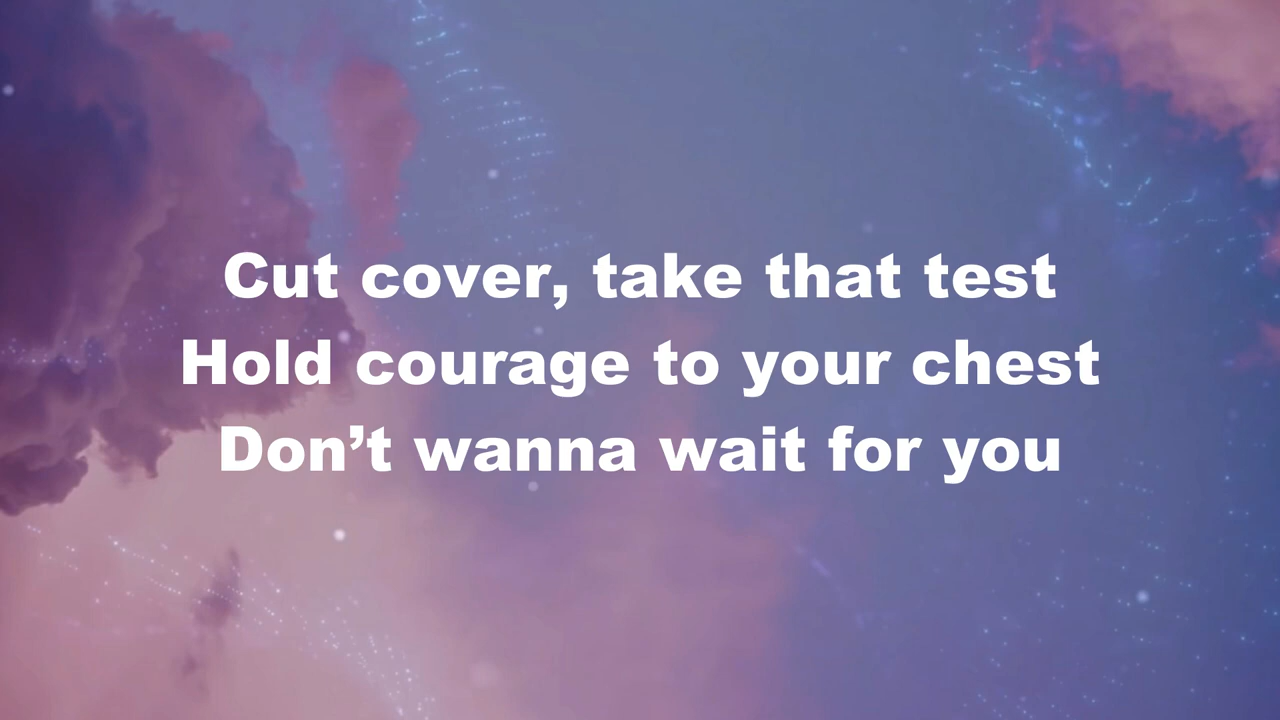 Cut cover, take that test
Hold courage to your chest
Don’t wanna wait for you